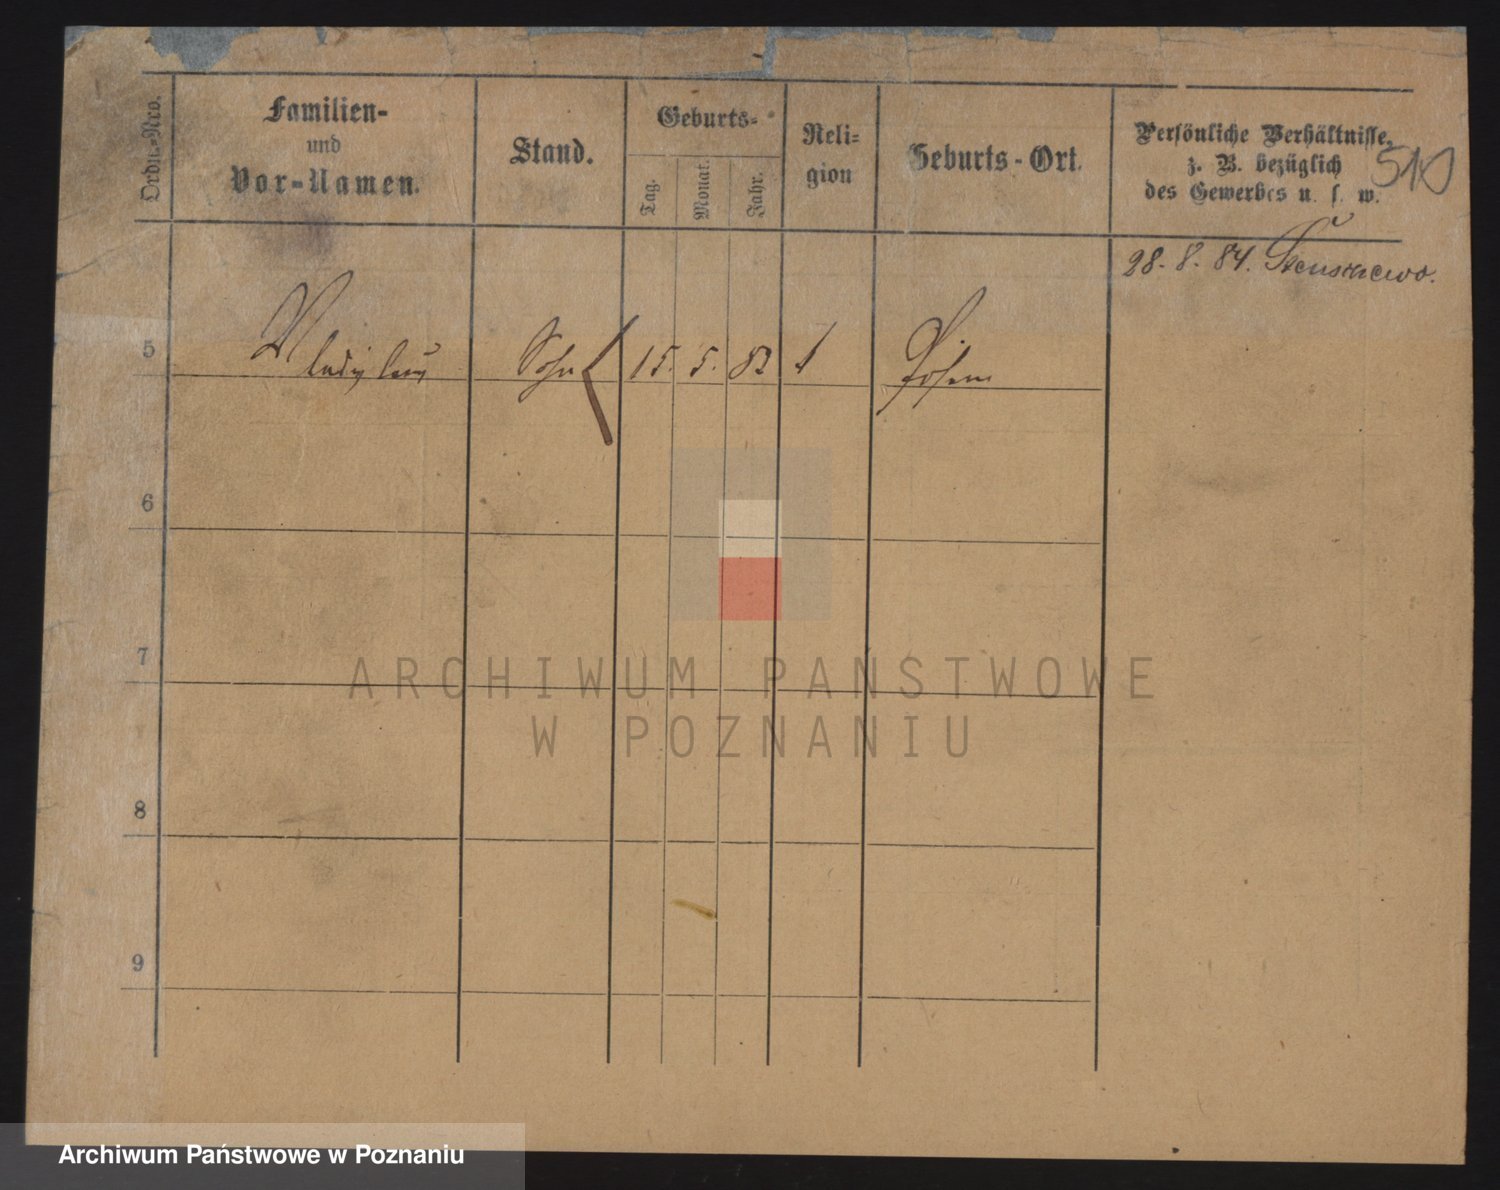 Ordn.-Nro.
Familien-
und
Vor-Namen.
Stand.
Geburts-
Tag.
Monat.
Jahr.
Reli-
gion
Geburts-Ort.
Persönliche Verhältnisse,
z. B. bezüglich
des Gewerbes u. s. w.
510
28. 8. 84.
5 Wladislaus Sohn 15. 5. 82
6
7
8
9
ARCHIWUM PAŃSTWOWE
W POZNANIU
Archiwum Państwowe w Poznaniu